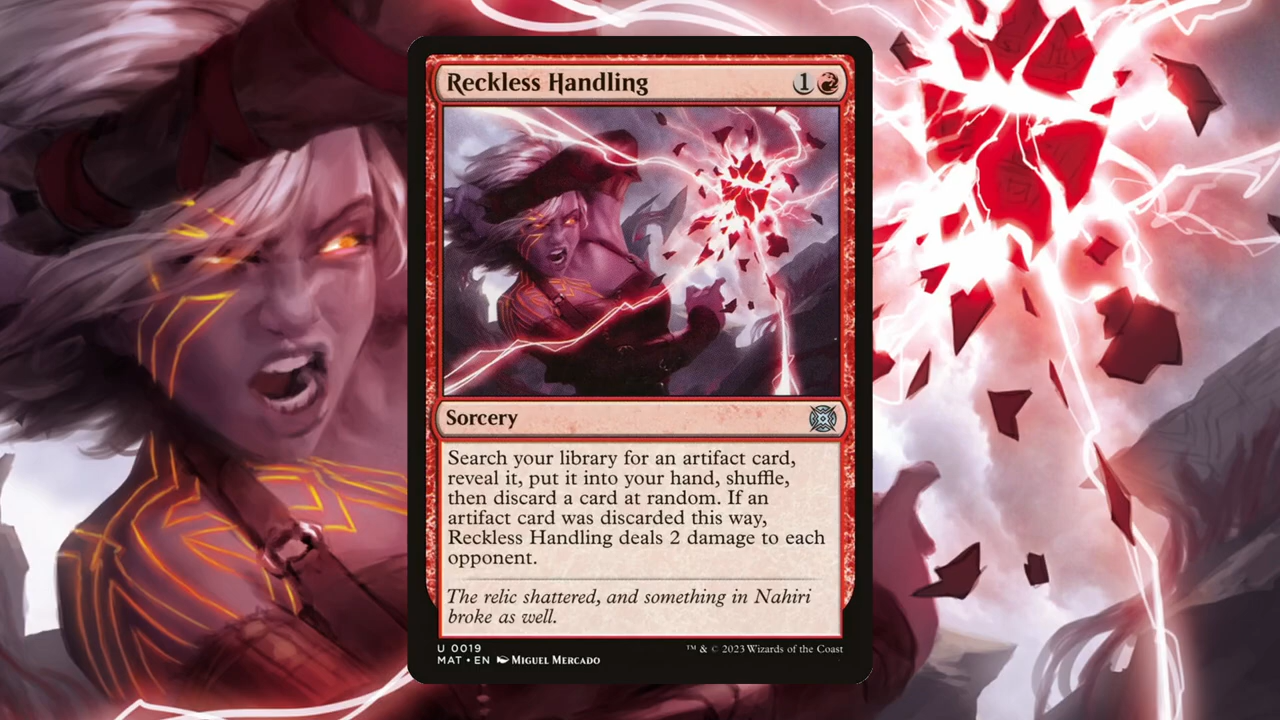 Reckless Handling 1
Sorcery
Search your library for an artifact card,
reveal it, put it into your hand, shuffle,
then discard a card at random. If an
artifact card was discarded this way,
Reckless Handling deals 2 damage to each
opponent.
The relic shattered, and something in Nahiri
broke as well.
U 0019
MAT • EN Miguel Mercado
™ & © 2023 Wizards of the Coast